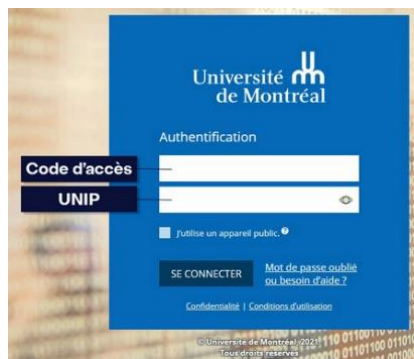 Université
de Montréal
Authentification
Code d'accès
UNIP
J'utilise un appareil public.
SE CONNECTER
Mot de passe oublié
ou besoin d'aide ?
Confidentialité | Conditions d'utilisation
© Université de Montréal, 2021
Tous droits réservés